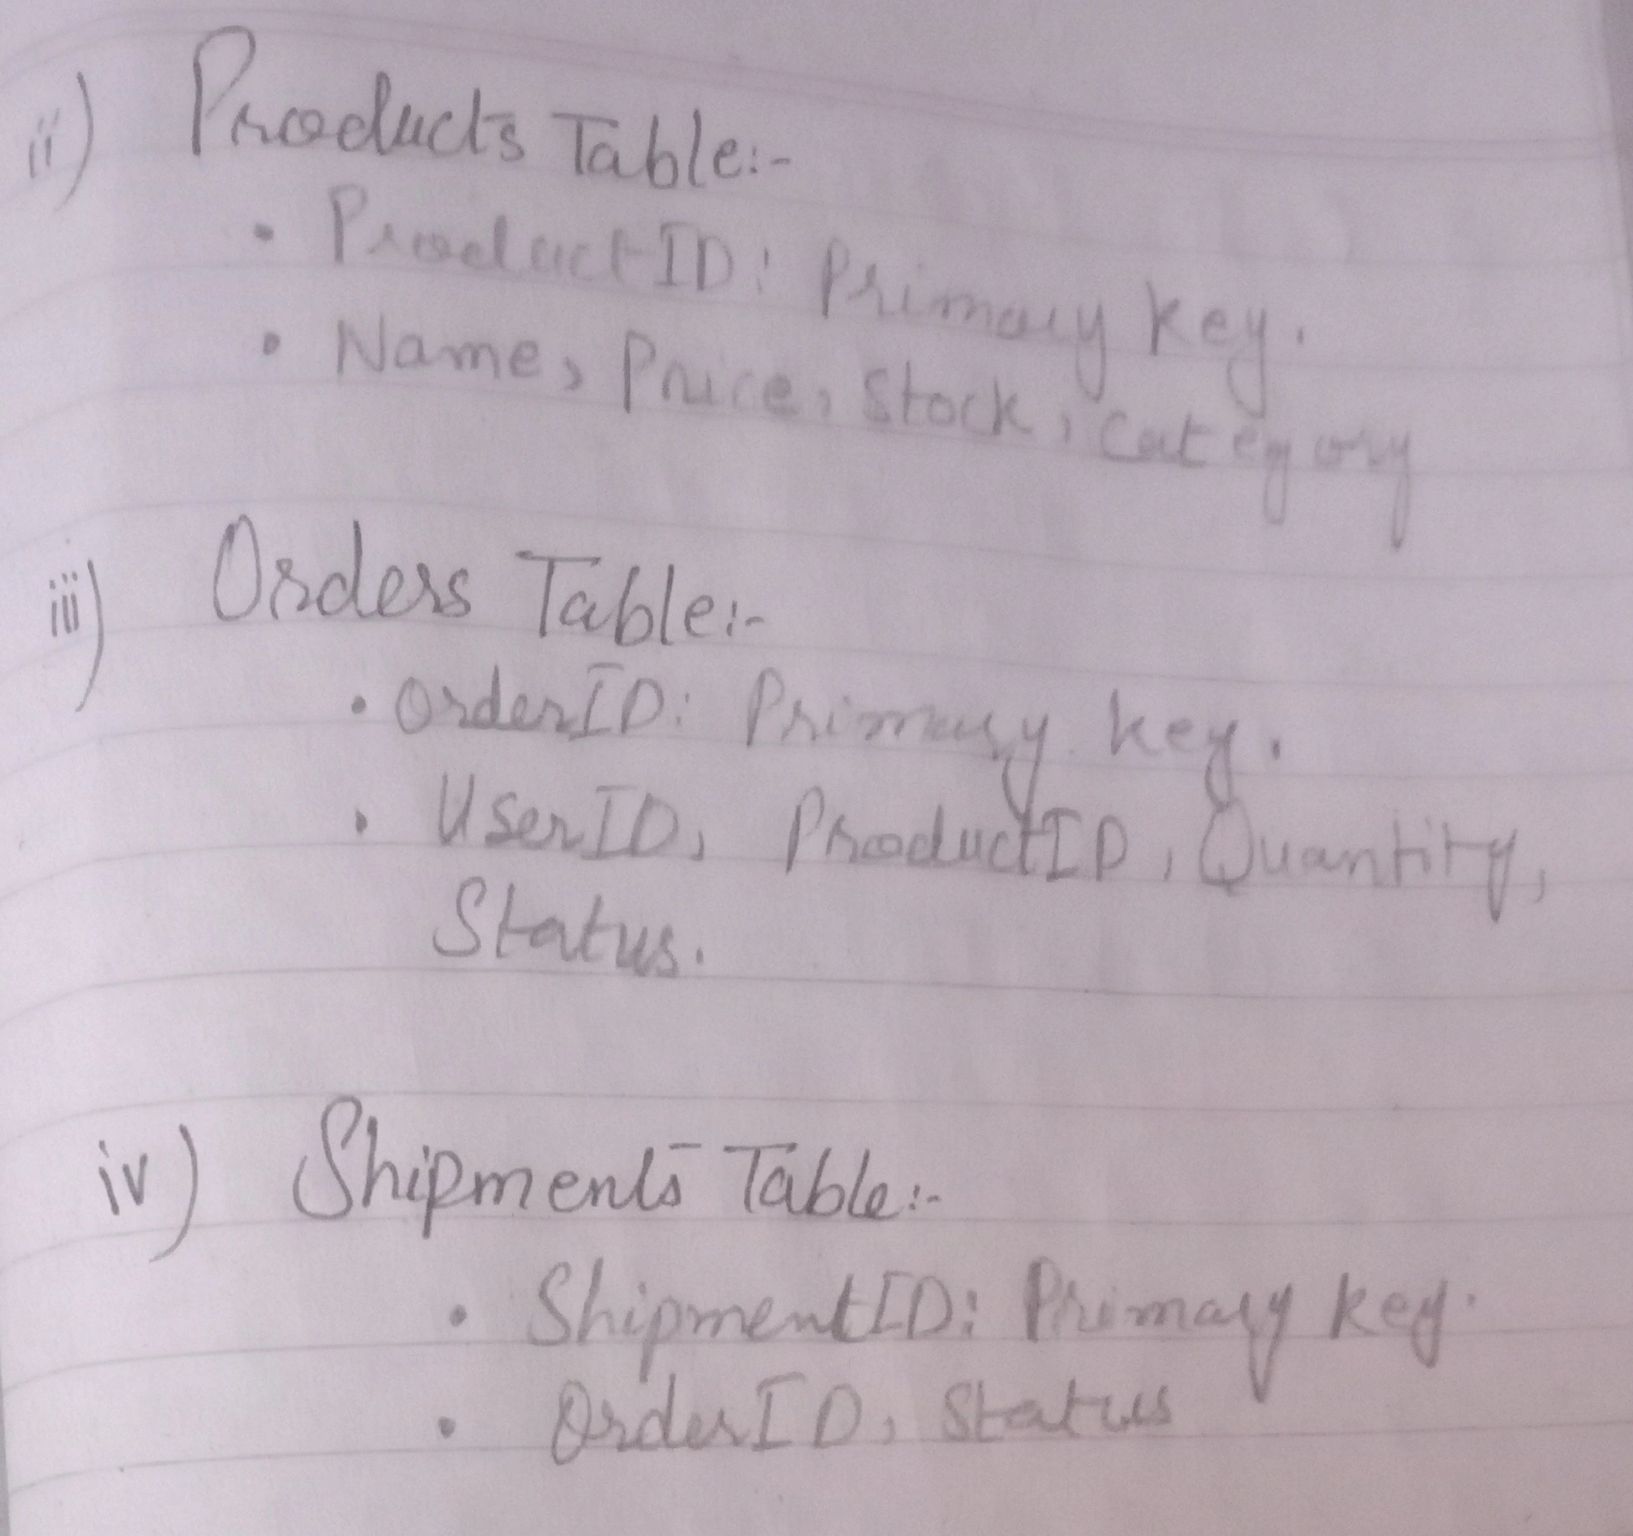 ii) Products Table:-
• ProductID: Primary key.
• Name, Price, Stock, Category
iii) Orders Table:-
• OrderID: Primary key.
• UserID, ProductID, Quantity,
Status.
iv) Shipments Table:-
• ShipmentID: Primary key.
• OrderID, Status